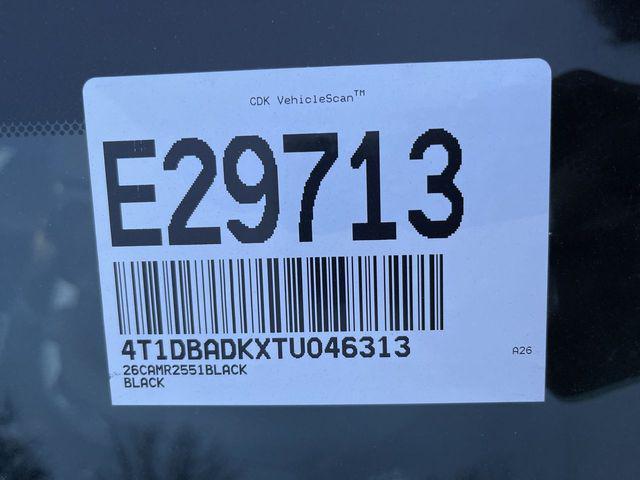 CDK VehicleScan™
E29713
4T1DBADKXTU046313
26CAMR2551BLACK
BLACK
A26